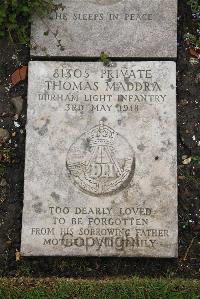 HE SLEEPS IN PEACE
81305 PRIVATE
THOMAS MADDRA
DURHAM LIGHT INFANTRY
3RD MAY 1918
DLI
TOO DEARLY LOVED
TO BE FORGOTTEN
FROM HIS SORROWING FATHER
MOTHER FAMILY